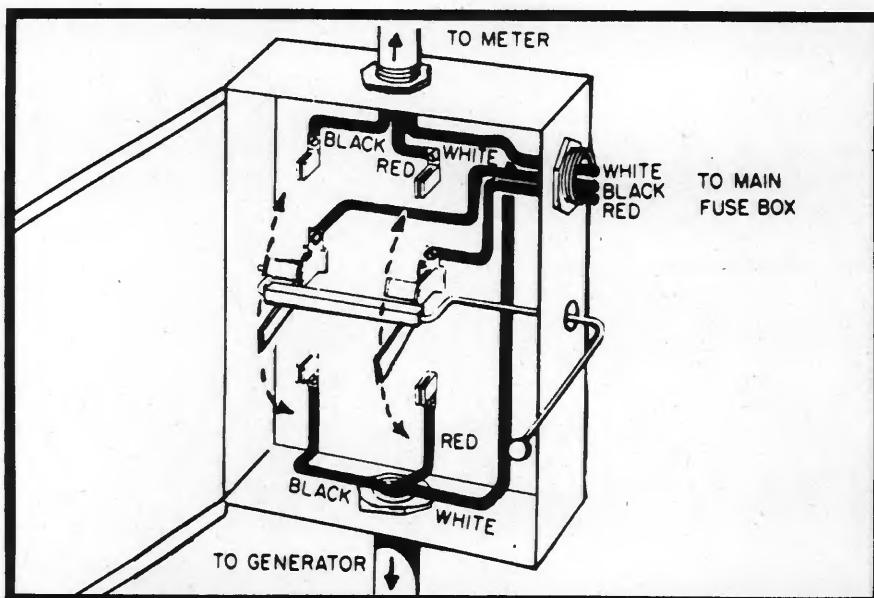 TO METER
BLACK
WHITE
RED
WHITE
BLACK
RED
TO MAIN
FUSE BOX
RED
BLACK
WHITE
TO GENERATOR